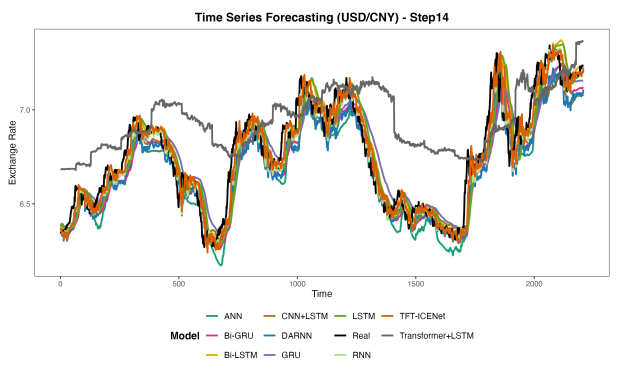 Time Series Forecasting (USD/CNY) - Step14
Exchange Rate
7.0
6.5
0 500 1000 1500 2000
Time
Model
ANN CNN+LSTM LSTM TFT-ICENet
Bi-GRU DARNN Real Transformer+LSTM
Bi-LSTM GRU RNN